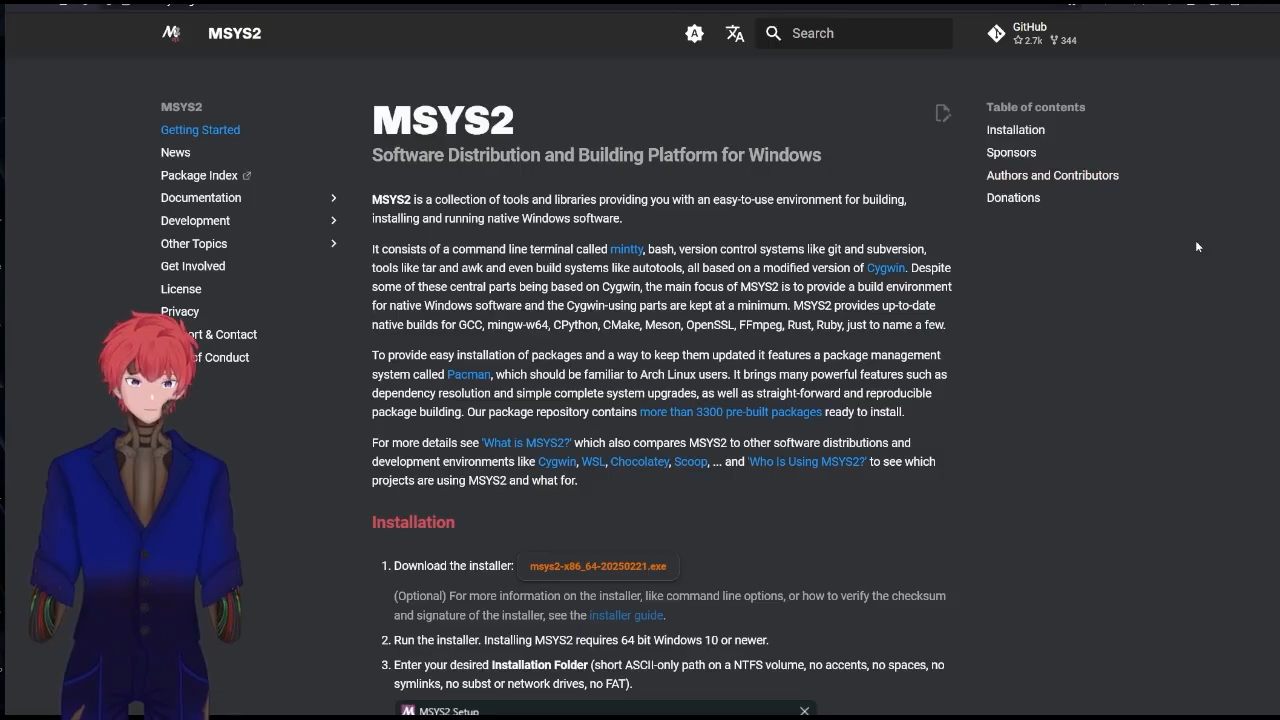 MSYS2
Search
GitHub
2.7k 344
MSYS2
Getting Started
News
Package Index
Documentation
Development
Other Topics
Get Involved
License
Privacy
ort & Contact
of Conduct
MSYS2
Software Distribution and Building Platform for Windows
MSYS2 is a collection of tools and libraries providing you with an easy-to-use environment for building,
installing and running native Windows software.
It consists of a command line terminal called mintty, bash, version control systems like git and subversion,
tools like tar and awk and even build systems like autotools, all based on a modified version of Cygwin. Despite
some of these central parts being based on Cygwin, the main focus of MSYS2 is to provide a build environment
for native Windows software and the Cygwin-using parts are kept at a minimum. MSYS2 provides up-to-date
native builds for GCC, mingw-w64, CPython, CMake, Meson, OpenSSL, FFmpeg, Rust, Ruby, just to name a few.
To provide easy installation of packages and a way to keep them updated it features a package management
system called Pacman, which should be familiar to Arch Linux users. It brings many powerful features such as
dependency resolution and simple complete system upgrades, as well as straight-forward and reproducible
package building. Our package repository contains more than 3300 pre-built packages ready to install.
For more details see 'What is MSYS2?' which also compares MSYS2 to other software distributions and
development environments like Cygwin, WSL, Chocolatey, Scoop, ... and 'Who Is Using MSYS2?' to see which
projects are using MSYS2 and what for.
Installation
1. Download the installer: msys2-x86_64-20250221.exe
(Optional) For more information on the installer, like command line options, or how to verify the checksum
and signature of the installer, see the installer guide.
2. Run the installer. Installing MSYS2 requires 64 bit Windows 10 or newer.
3. Enter your desired Installation Folder (short ASCII-only path on a NTFS volume, no accents, no spaces, no
symlinks, no subst or network drives, no FAT).
MSYS2 Setup
Table of contents
Installation
Sponsors
Authors and Contributors
Donations